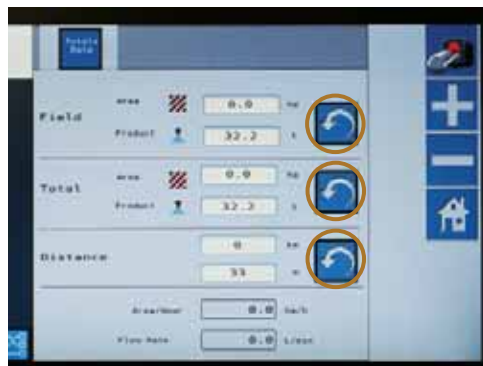 Totals
Data
area 0.0 ha
Field
Product 32.2
area 0.0 ha
Total
Product 32.2
0 km
Distance
33 m
Area/Hour 0.0 ha/h
Flow Rate 0.0 L/min